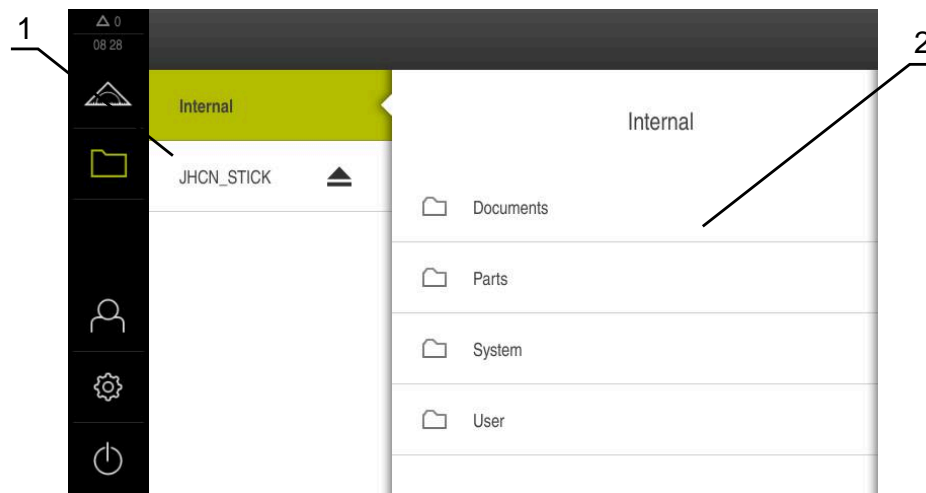 1
2
0
08 28
Internal
JHCN_STICK
Internal
Documents
Parts
System
User